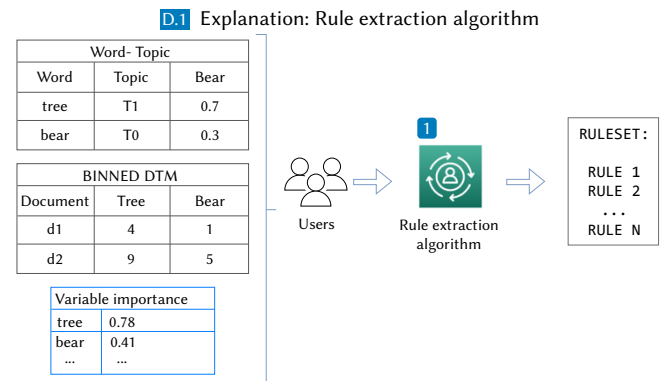 D.1 Explanation: Rule extraction algorithm
Word- Topic
Word Topic Bear
tree T1 0.7
bear T0 0.3
BINNED DTM
Document Tree Bear
d1 4 1
d2 9 5
Variable importance
tree 0.78
bear 0.41
... ...
Users
1
Rule extraction
algorithm
RULESET:
RULE 1
RULE 2
...
RULE N